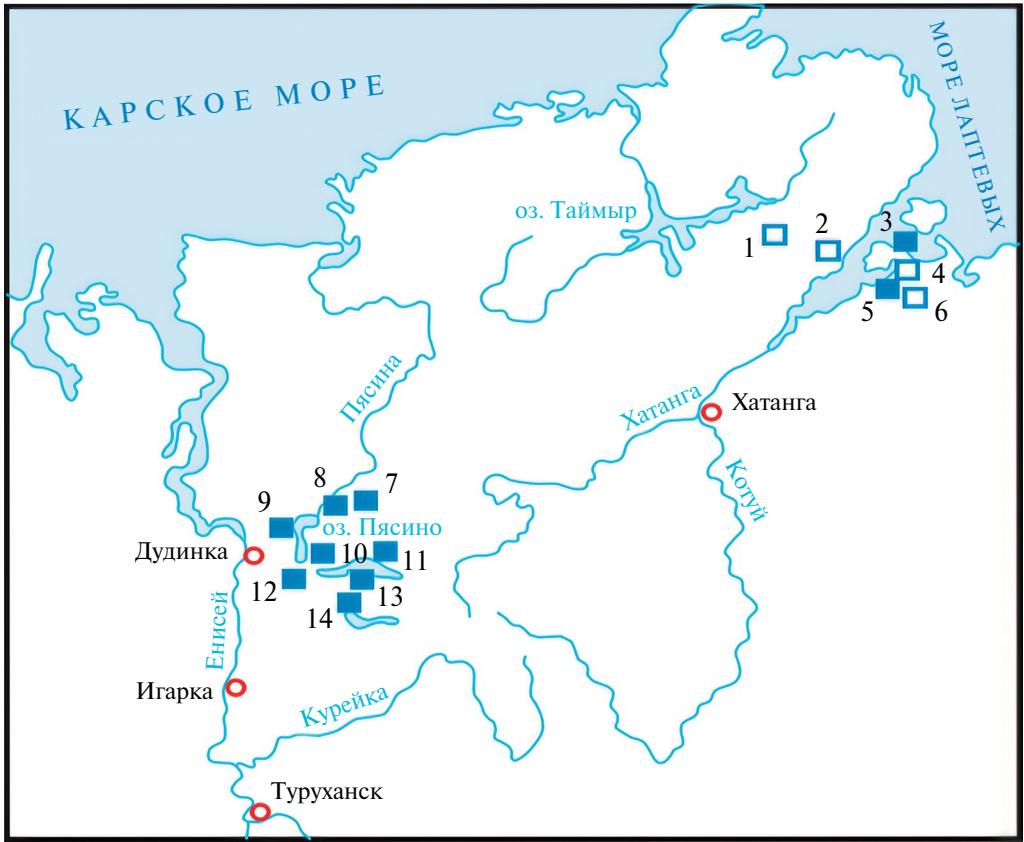 КАРСКОЕ МОРЕ
МОРЕ ЛАПТЕВЫХ
оз. Таймыр
1
2
3
4
5
6
Пясина
Хатанга
Хатанга
Котуй
8
7
9
оз. Пясино
Дудинка
10
11
12
13
14
Енисей
Игарка
Курейка
Туруханск